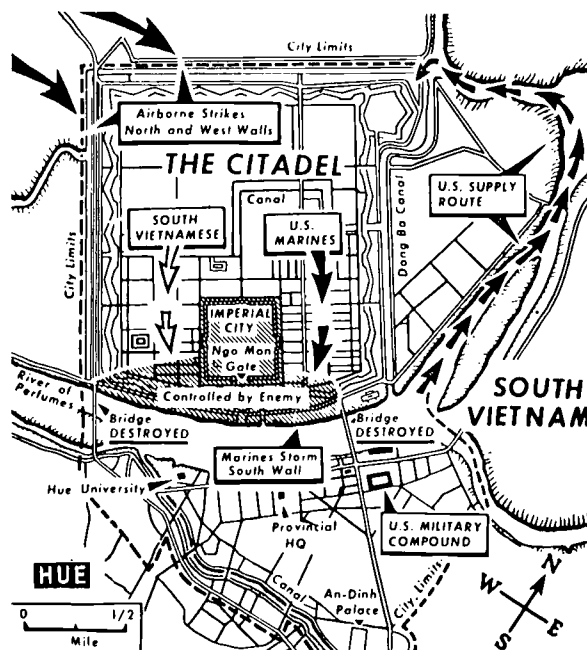 City Limits
Airborne Strikes
North and West Walls
THE CITADEL
Canal
SOUTH
VIETNAMESE
U.S.
MARINES
Dong Ba Canal
U.S. SUPPLY
ROUTE
City Limits
IMPERIAL
CITY
Ngo Mon
Gate
River of
Perfumes
Controlled by Enemy
SOUTH
VIETNAM
Bridge
DESTROYED
Bridge
DESTROYED
Marines Storm
South Wall
Hue University
Provincial
HQ
U.S. MILITARY
COMPOUND
HUE
Canal
An-Dinh
Palace
City Limits
N
W
E
S
0 1/2
Mile